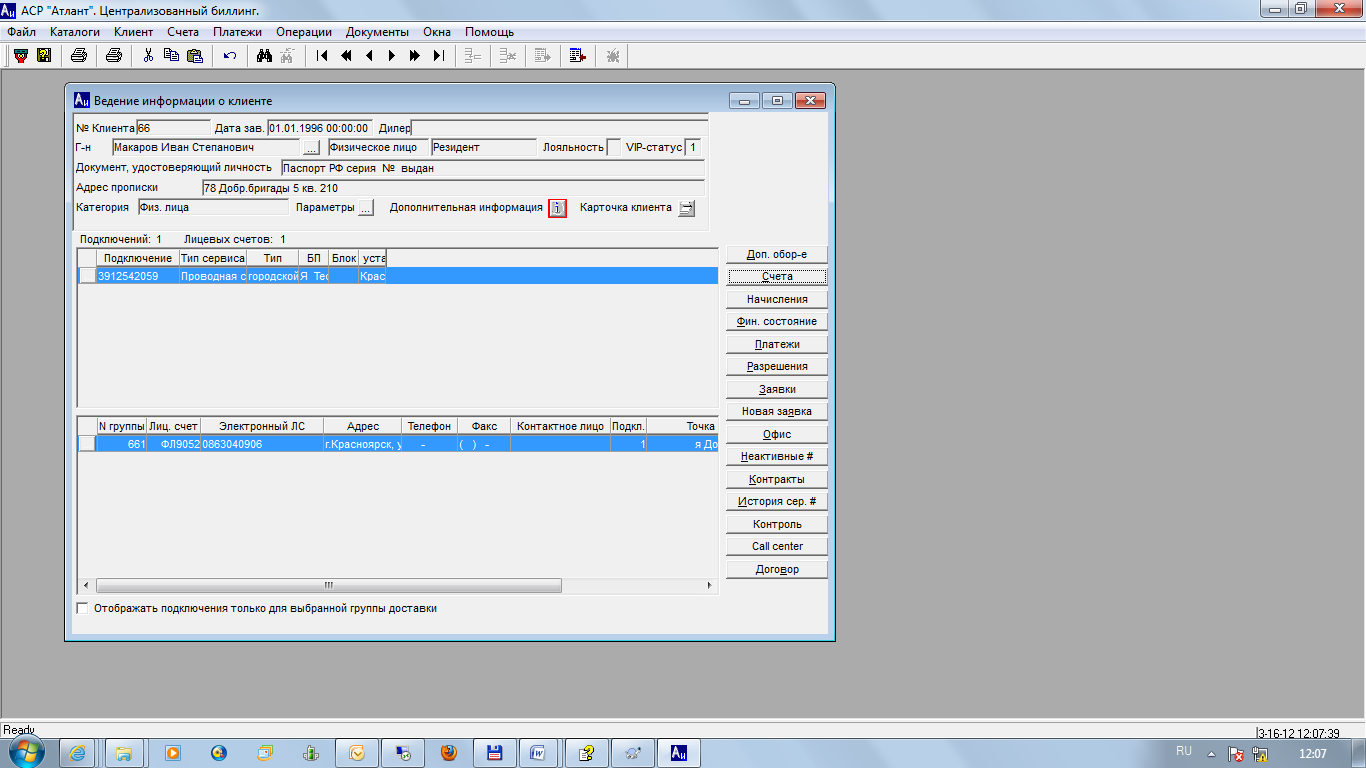 АСР "Атлант". Централизованный биллинг.
Файл Каталоги Клиент Счета Платежи Операции Документы Окна Помощь
Ведение информации о клиенте
№ Клиента 66 Дата зав. 01.01.1996 00:00:00 Дилер
Г-н Макаров Иван Степанович ... Физическое лицо Резидент Лояльность VIP-статус 1
Документ, удостоверяющий личность Паспорт РФ серия № выдан
Адрес прописки 78 Добр.бригады 5 кв. 210
Категория Физ. лица Параметры ... Дополнительная информация Карточка клиента
Подключений: 1 Лицевых счетов: 1
Подключение Тип сервиса Тип БП Блок уста
3912542059 Проводная с городской Я Тес Крас
Доп. обор-е
Счета
Начисления
Фин. состояние
Платежи
Разрешения
Заявки
Новая заявка
Офис
Неактивные #
Контракты
История сер. #
Контроль
Call center
Договор
N группы Лиц. счет Электронный ЛС Адрес Телефон Факс Контактное лицо Подкл. Точка
661 ФЛ9052 0863040906 г.Красноярск, у - ( ) - 1 я До
Отображать подключения только для выбранной группы доставки
Ready
3-16-12 12:07:39
RU 12:07